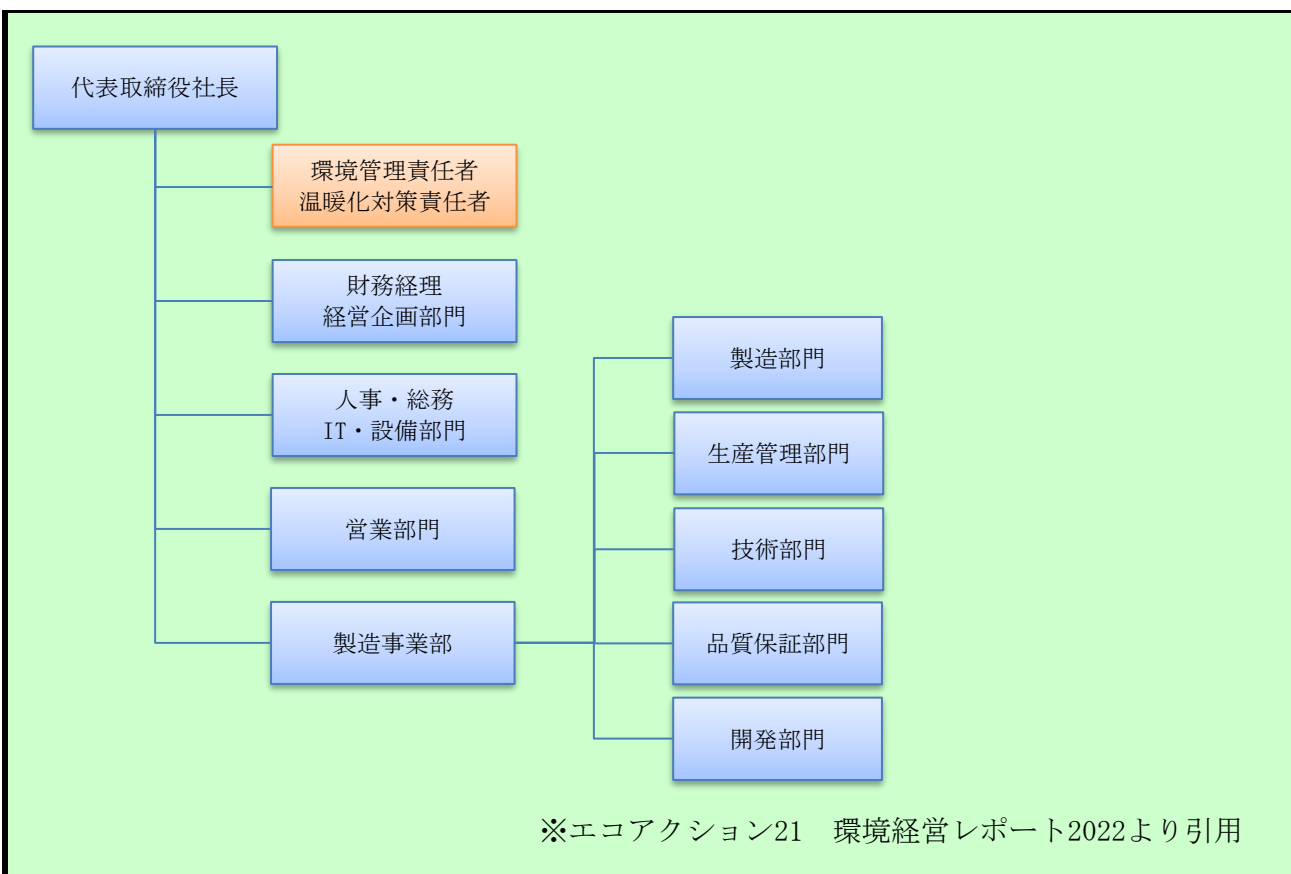 代表取締役社長
環境管理責任者
温暖化対策責任者
財務経理
経営企画部門
人事・総務
IT・設備部門
営業部門
製造事業部
製造部門
生産管理部門
技術部門
品質保証部門
開発部門
※エコアクション21　環境経営レポート2022より引用